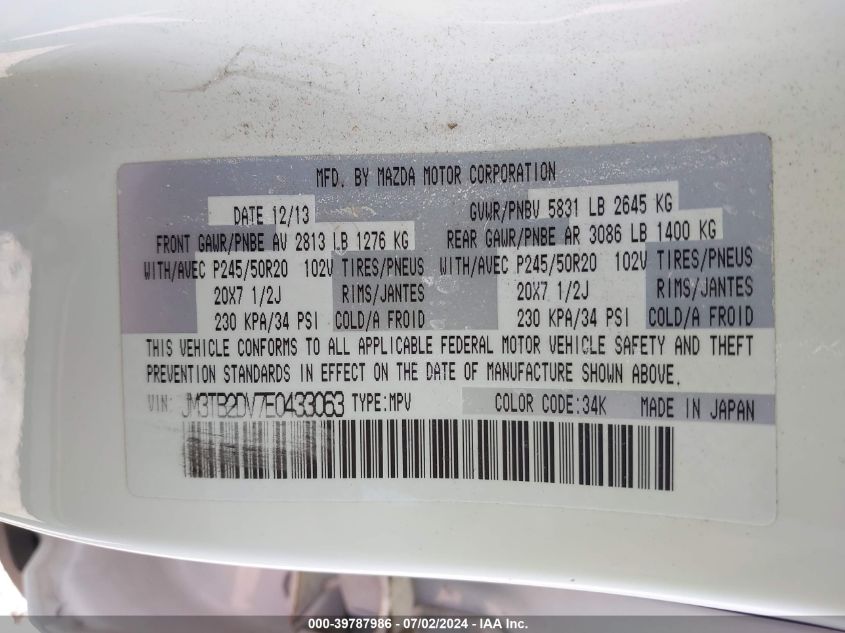 MFD. BY MAZDA MOTOR CORPORATION
DATE 12/13 GVWR/PNBV 5831 LB 2645 KG
FRONT GAWR/PNBE AV 2813 LB 1276 KG REAR GAWR/PNBE AR 3086 LB 1400 KG
WITH/AVEC P245/50R20 102V TIRES/PNEUS WITH/AVEC P245/50R20 102V TIRES/PNEUS
20X7 1/2J RIMS/JANTES 20X7 1/2J RIMS/JANTES
230 KPA/34 PSI COLD/A FROID 230 KPA/34 PSI COLD/A FROID
THIS VEHICLE CONFORMS TO ALL APPLICABLE FEDERAL MOTOR VEHICLE SAFETY AND THEFT
PREVENTION STANDARDS IN EFFECT ON THE DATE OF MANUFACTURE SHOWN ABOVE.
VIN: JM3TB2DV7E0433063 TYPE:MPV COLOR CODE:34K MADE IN JAPAN
000-39787986 - 07/02/2024 - IAA Inc.